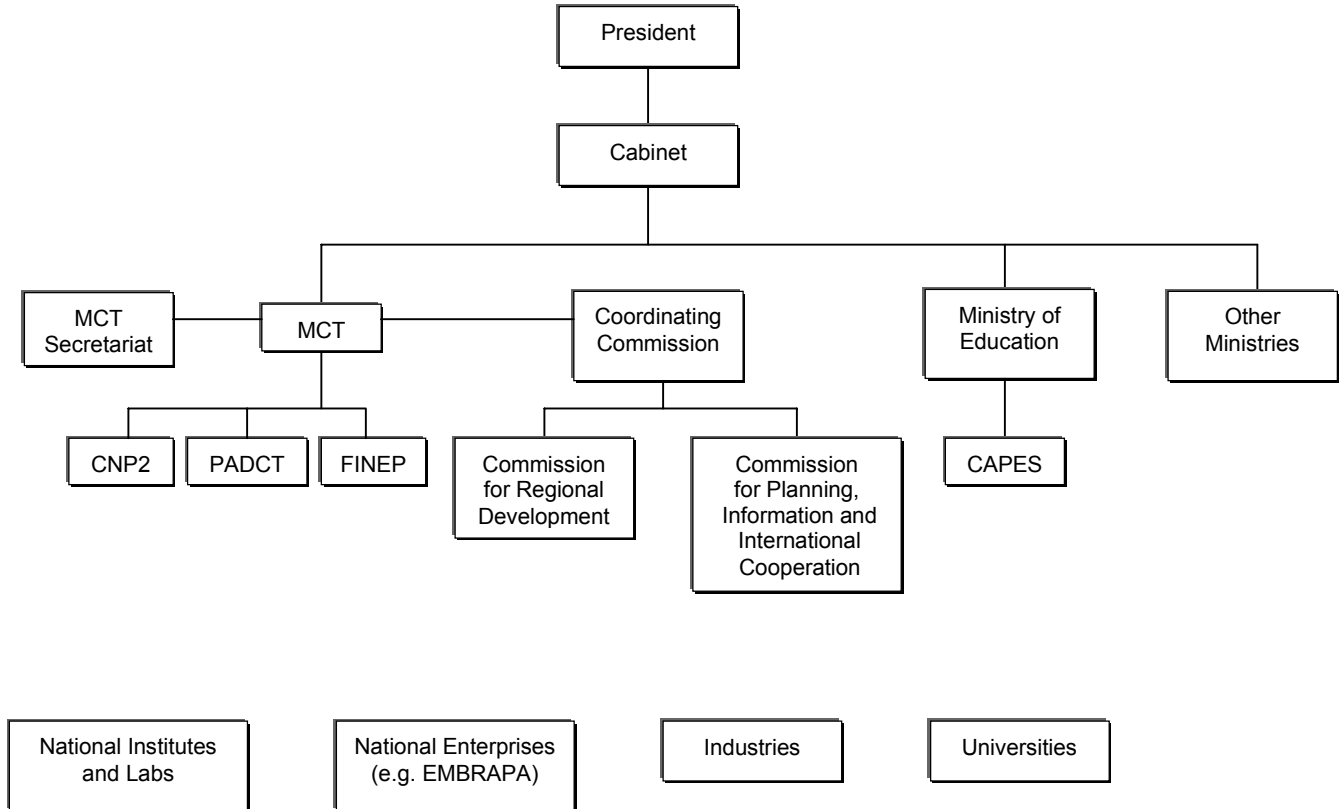 President
Cabinet
MCT
Secretariat
MCT
Coordinating
Commission
Ministry of
Education
Other
Ministries
CNP2
PADCT
FINEP
Commission
for Regional
Development
Commission
for Planning,
Information and
International
Cooperation
CAPES
National Institutes
and Labs
National Enterprises
(e.g. EMBRAPA)
Industries
Universities